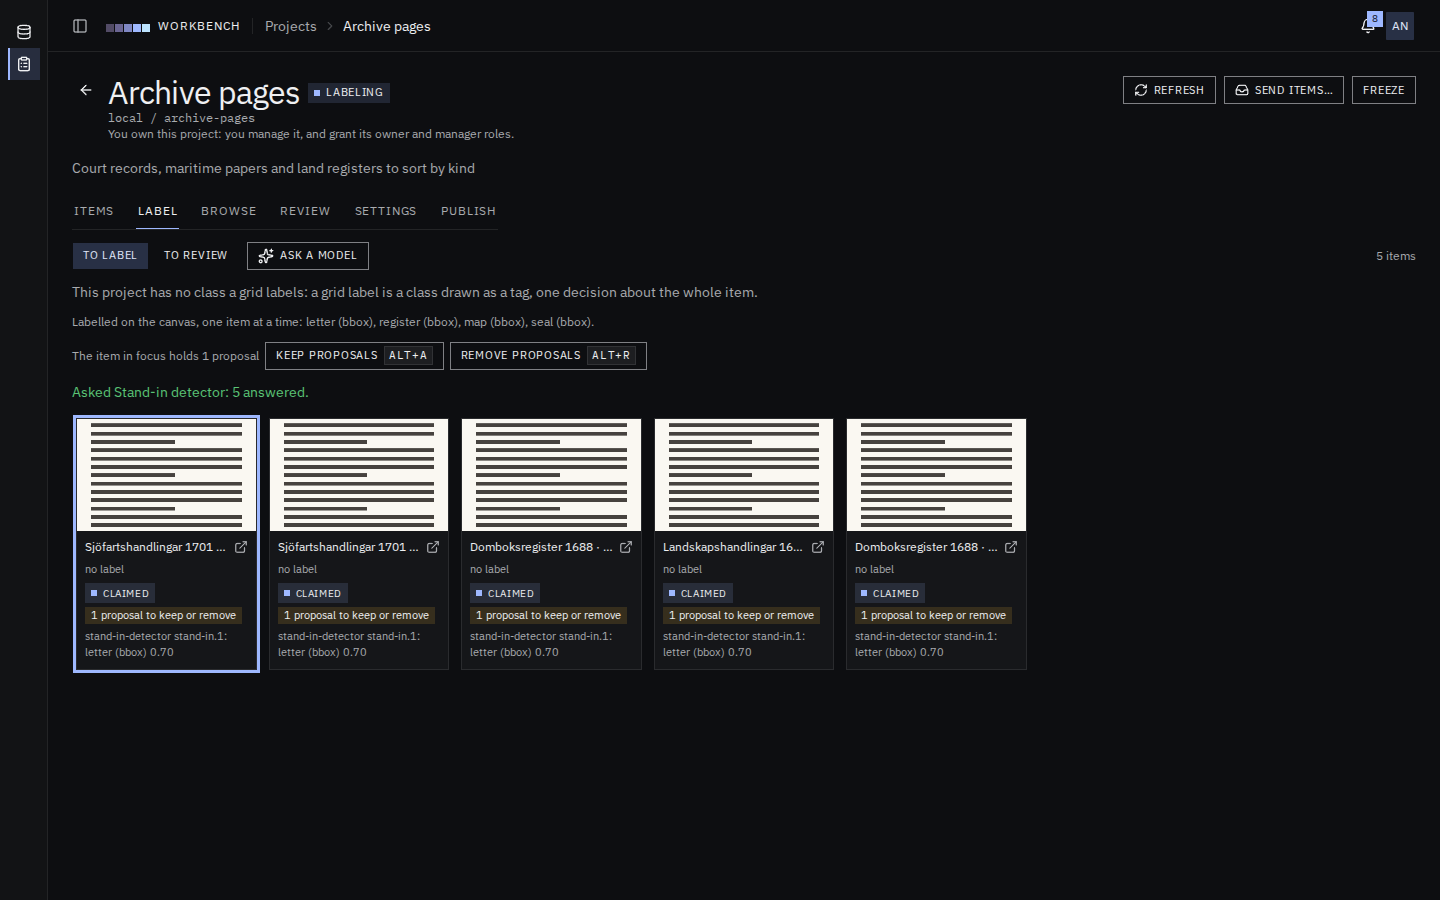 WORKBENCH Projects Archive pages 8 AN
Archive pages LABELING REFRESH SEND ITEMS... FREEZE
local / archive-pages
You own this project: you manage it, and grant its owner and manager roles.
Court records, maritime papers and land registers to sort by kind
ITEMS LABEL BROWSE REVIEW SETTINGS PUBLISH
TO LABEL TO REVIEW ASK A MODEL 5 items
This project has no class a grid labels: a grid label is a class drawn as a tag, one decision about the whole item.
Labelled on the canvas, one item at a time: letter (bbox), register (bbox), map (bbox), seal (bbox).
The item in focus holds 1 proposal KEEP PROPOSALS ALT+A REMOVE PROPOSALS ALT+R
Asked Stand-in detector: 5 answered.
Sjöfartshandlingar 1701 ...
no label
CLAIMED
1 proposal to keep or remove
stand-in-detector stand-in.1:
letter (bbox) 0.70
Sjöfartshandlingar 1701 ...
no label
CLAIMED
1 proposal to keep or remove
stand-in-detector stand-in.1:
letter (bbox) 0.70
Domboksregister 1688 · ...
no label
CLAIMED
1 proposal to keep or remove
stand-in-detector stand-in.1:
letter (bbox) 0.70
Landskapshandlingar 16...
no label
CLAIMED
1 proposal to keep or remove
stand-in-detector stand-in.1:
letter (bbox) 0.70
Domboksregister 1688 · ...
no label
CLAIMED
1 proposal to keep or remove
stand-in-detector stand-in.1:
letter (bbox) 0.70